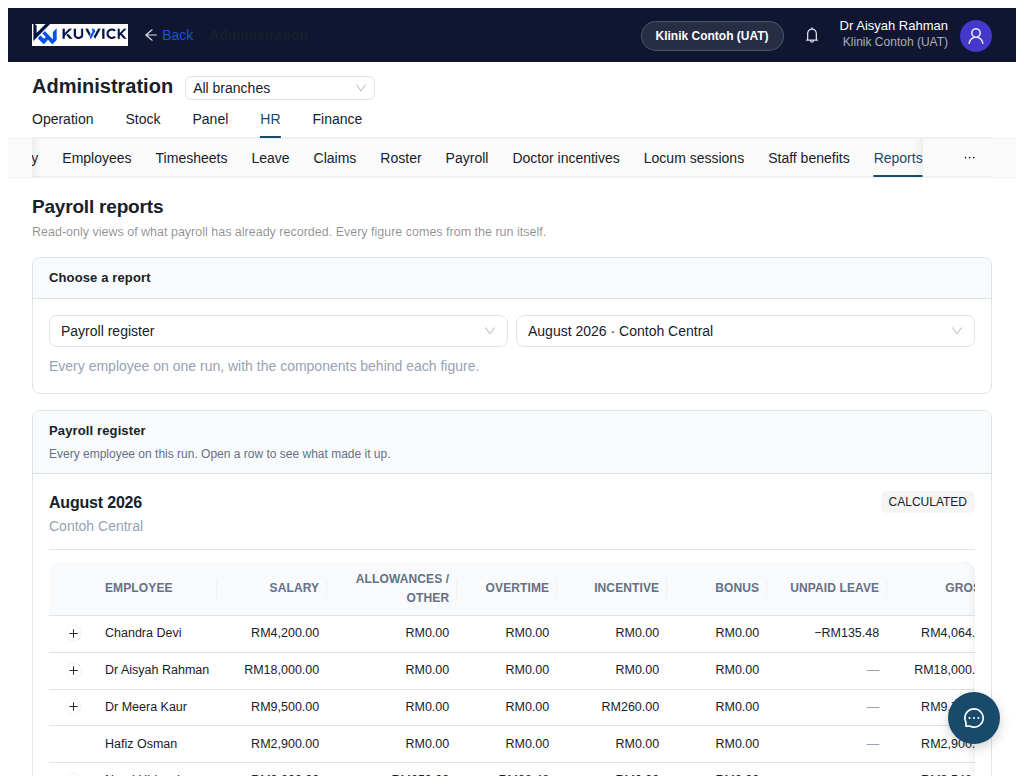 KUWICK
Back
Administration
Klinik Contoh (UAT)
Dr Aisyah Rahman
Klinik Contoh (UAT)
Administration
All branches
Operation Stock Panel HR Finance
y Employees Timesheets Leave Claims Roster Payroll Doctor incentives Locum sessions Staff benefits Reports ···
Payroll reports
Read-only views of what payroll has already recorded. Every figure comes from the run itself.
Choose a report
Payroll register
August 2026 · Contoh Central
Every employee on one run, with the components behind each figure.
Payroll register
Every employee on this run. Open a row to see what made it up.
August 2026
CALCULATED
Contoh Central
EMPLOYEE SALARY ALLOWANCES / OTHER OVERTIME INCENTIVE BONUS UNPAID LEAVE GROS
+ Chandra Devi RM4,200.00 RM0.00 RM0.00 RM0.00 RM0.00 −RM135.48 RM4,064.
+ Dr Aisyah Rahman RM18,000.00 RM0.00 RM0.00 RM0.00 RM0.00 — RM18,000.
+ Dr Meera Kaur RM9,500.00 RM0.00 RM0.00 RM260.00 RM0.00 — RM9,
Hafiz Osman RM2,900.00 RM0.00 RM0.00 RM0.00 RM0.00 — RM2,900.